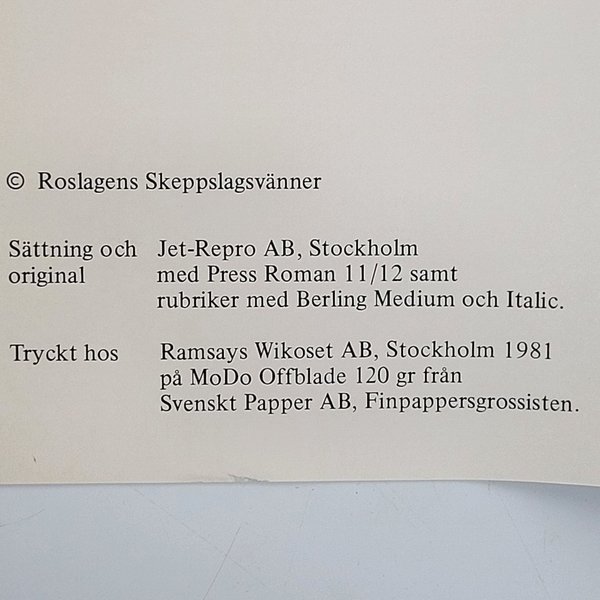 © Roslagens Skeppslagsvänner
Sättning och Jet-Repro AB, Stockholm
original med Press Roman 11/12 samt
rubriker med Berling Medium och Italic.
Tryckt hos Ramsays Wikoset AB, Stockholm 1981
på MoDo Offblade 120 gr från
Svenskt Papper AB, Finpappersgrossisten.